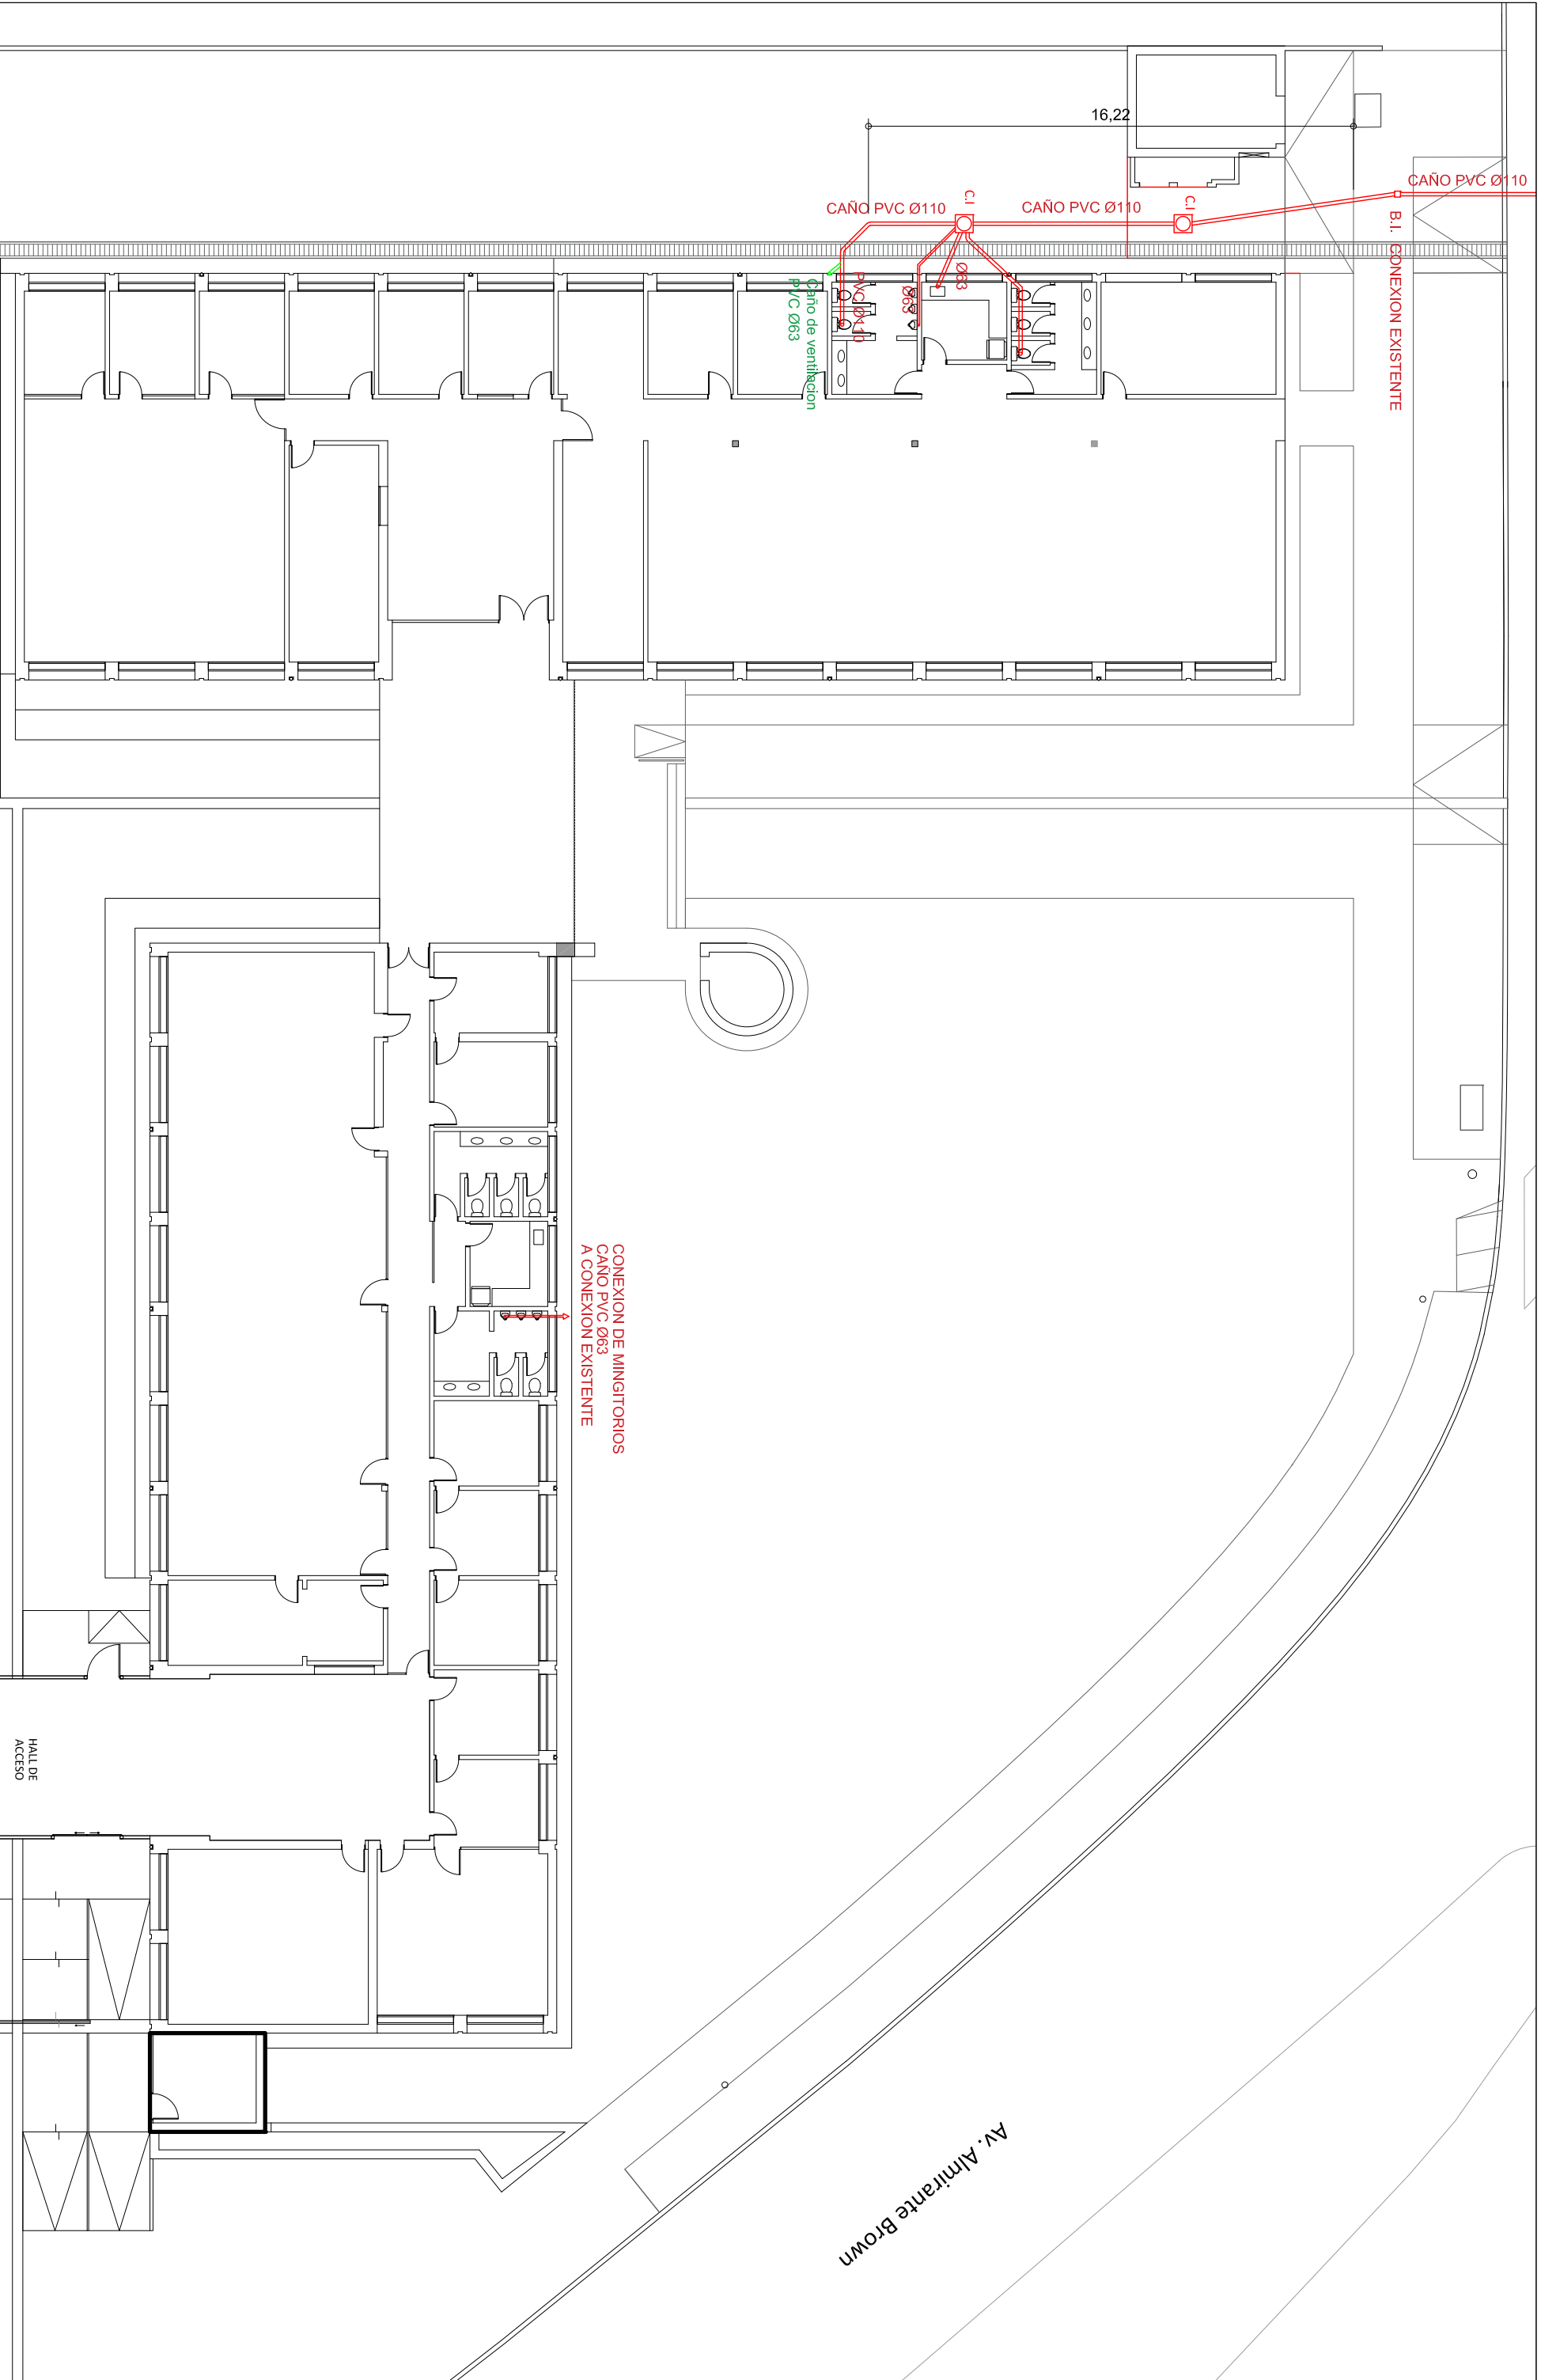 16,22
CAÑO PVC Ø110
CAÑO PVC Ø110
CAÑO PVC Ø110
C.I
C.I
B.I. CONEXION EXISTENTE
Ø63
Ø63
PVC Ø110
Caño de ventilacion
PVC Ø63
CONEXION DE MINGITORIOS
CAÑO PVC Ø63
A CONEXION EXISTENTE
HALL DE
ACCESO
Av. Almirante Brown